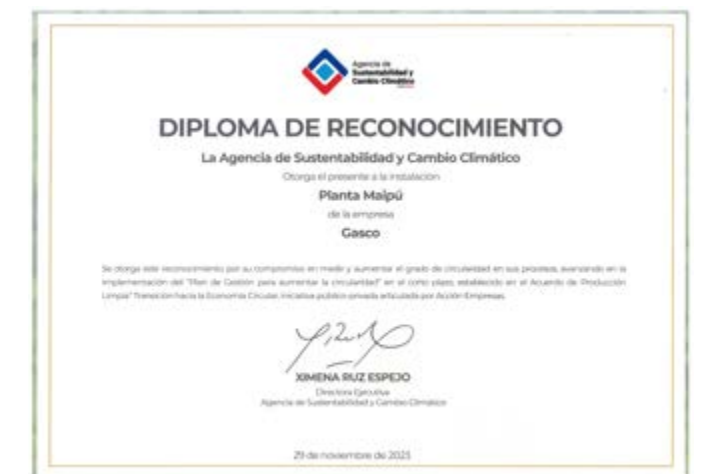 Agencia de
Sustentabilidad y
Cambio Climático
DIPLOMA DE RECONOCIMIENTO
La Agencia de Sustentabilidad y Cambio Climático
Otorga el presente a la instalación
Planta Maipú
de la empresa
Gasco
Se otorga este reconocimiento por su compromiso en medir y aumentar el grado de circularidad en sus procesos, avanzando en la
implementación del "Plan de Gestión para aumentar la circularidad" en el corto plazo, establecido en el Acuerdo de Producción
Limpia" Transición hacia la Economía Circular, iniciativa público-privada articulada por Acción Empresas.
XIMENA RUZ ESPEJO
Directora Ejecutiva
Agencia de Sustentabilidad y Cambio Climático
29 de noviembre de 2023